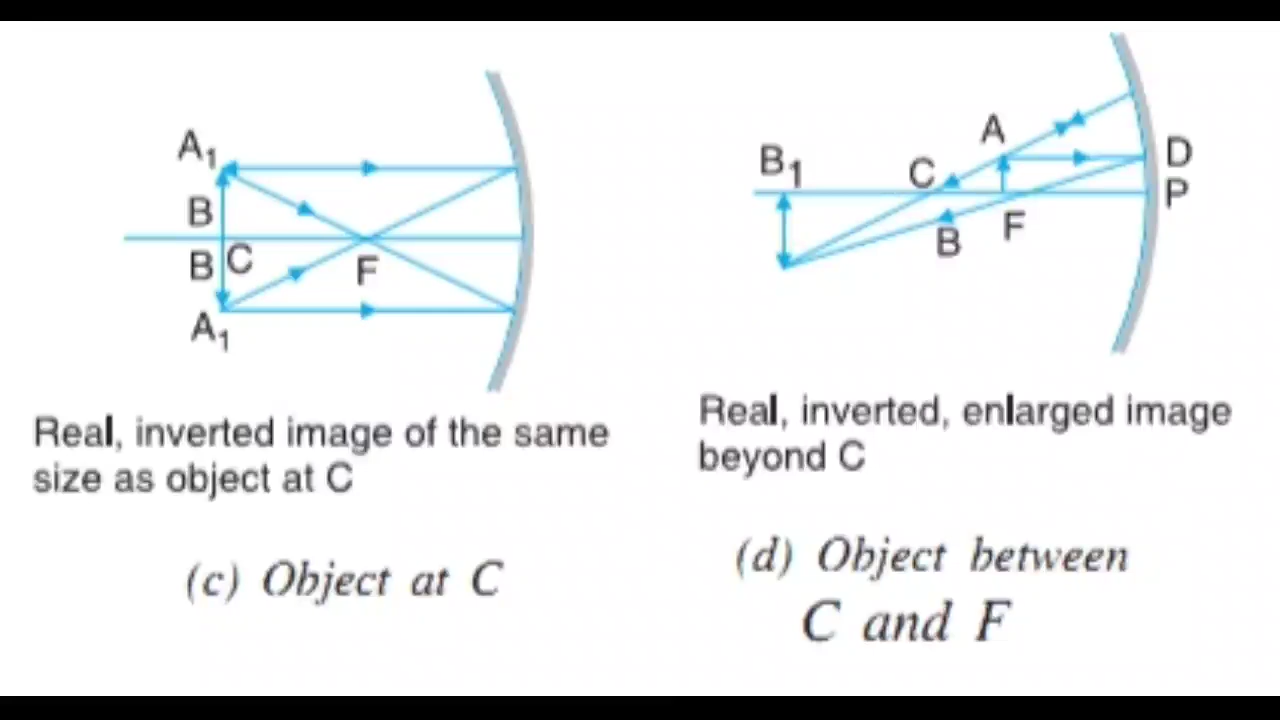 A1
B
B C
F
A1
Real, inverted image of the same
size as object at C
(c) Object at C
A
B1
C
D
P
B
F
Real, inverted, enlarged image
beyond C
(d) Object between
C and F